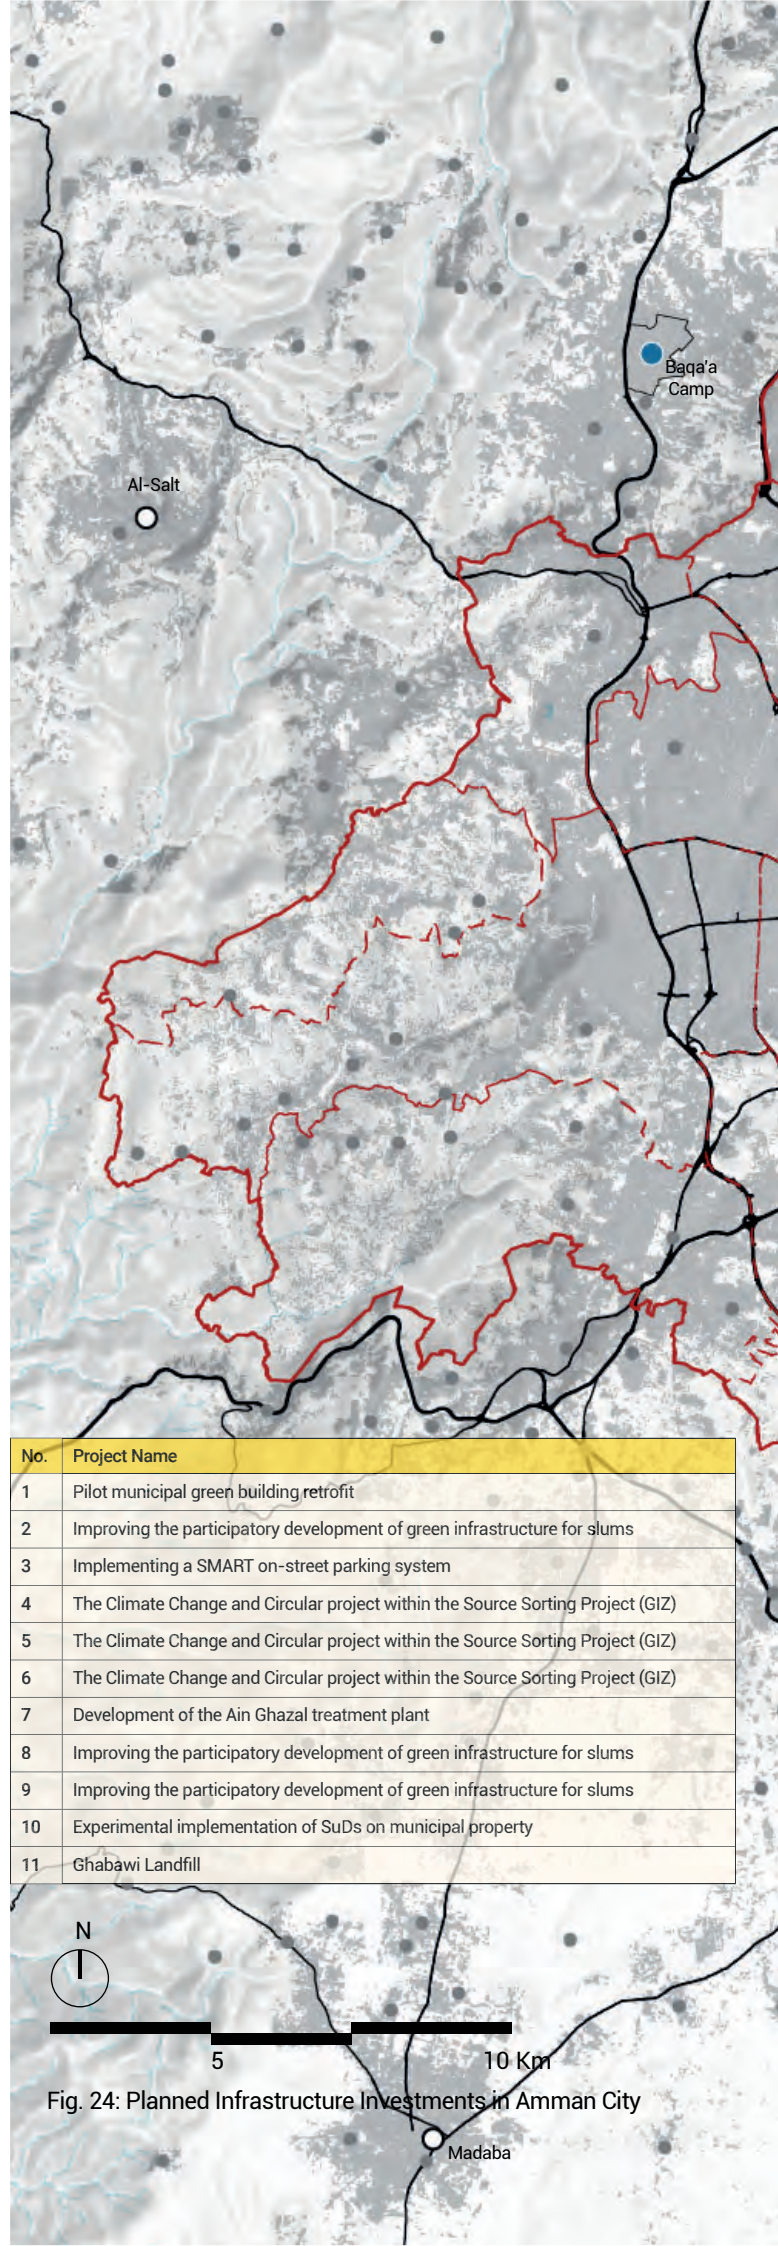 Baqa'a
Camp
Al-Salt
No. Project Name
1 Pilot municipal green building retrofit
2 Improving the participatory development of green infrastructure for slums
3 Implementing a SMART on-street parking system
4 The Climate Change and Circular project within the Source Sorting Project (GIZ)
5 The Climate Change and Circular project within the Source Sorting Project (GIZ)
6 The Climate Change and Circular project within the Source Sorting Project (GIZ)
7 Development of the Ain Ghazal treatment plant
8 Improving the participatory development of green infrastructure for slums
9 Improving the participatory development of green infrastructure for slums
10 Experimental implementation of SuDs on municipal property
11 Ghabawi Landfill
N
5 10 Km
Fig. 24: Planned Infrastructure Investments in Amman City
Madaba